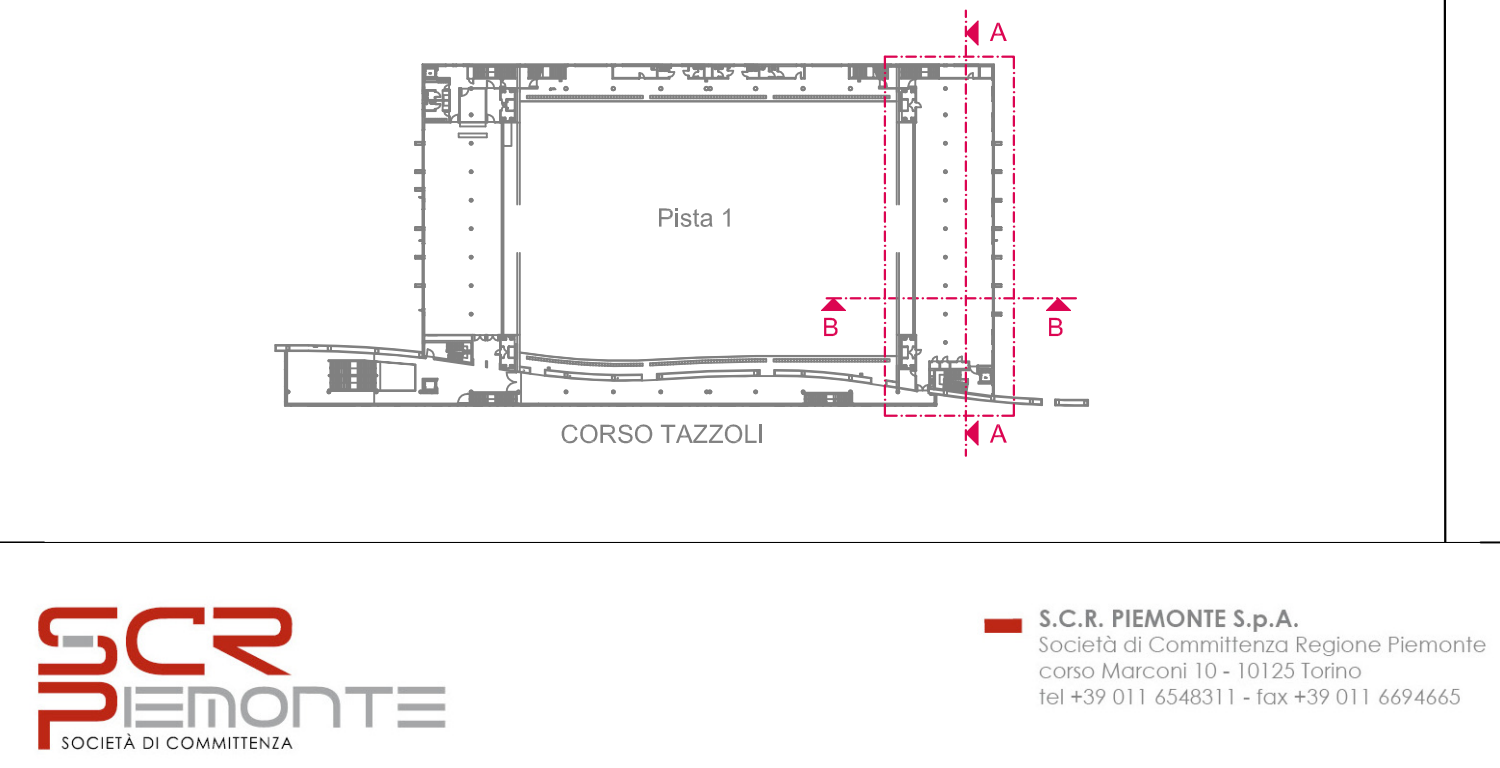 A
Pista 1
B
B
CORSO TAZZOLI
A
SCR
PIEMONTE
SOCIETÀ DI COMMITTENZA
S.C.R. PIEMONTE S.p.A.
Società di Committenza Regione Piemonte
corso Marconi 10 - 10125 Torino
tel +39 011 6548311 - fax +39 011 6694665